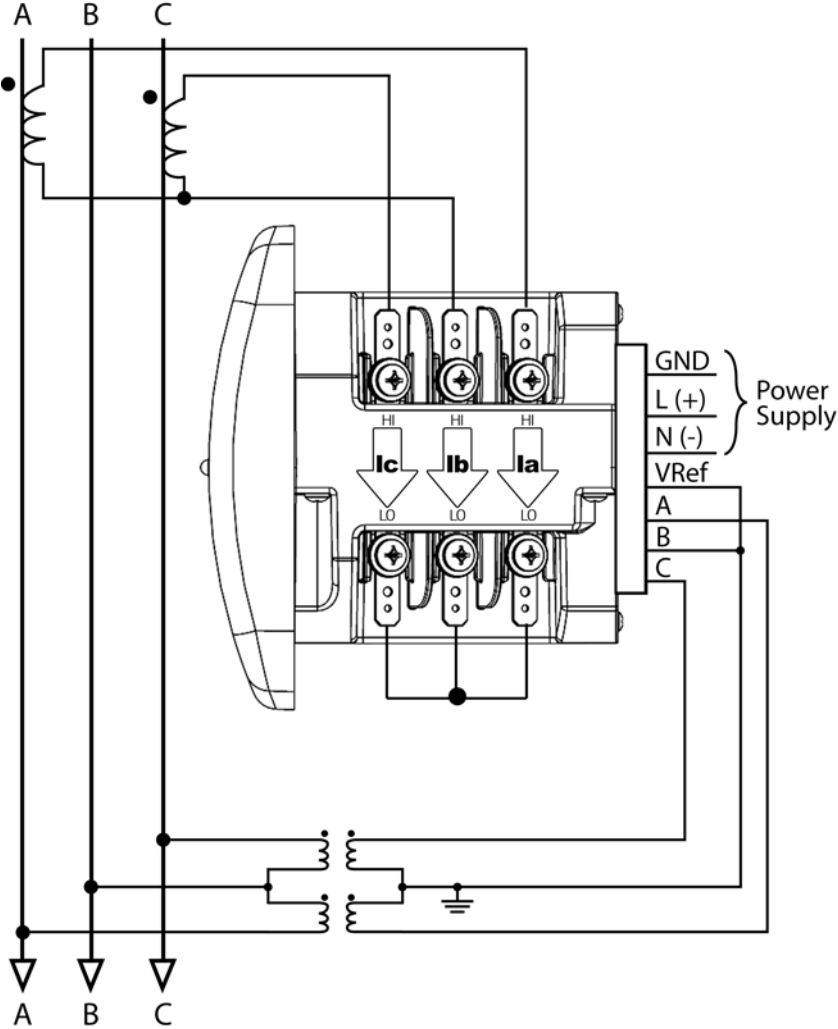 A B C
GND
L (+)
N (-)
Power
Supply
VRef
A
B
C
HI HI HI
Ic Ib Ia
LO LO LO
A B C